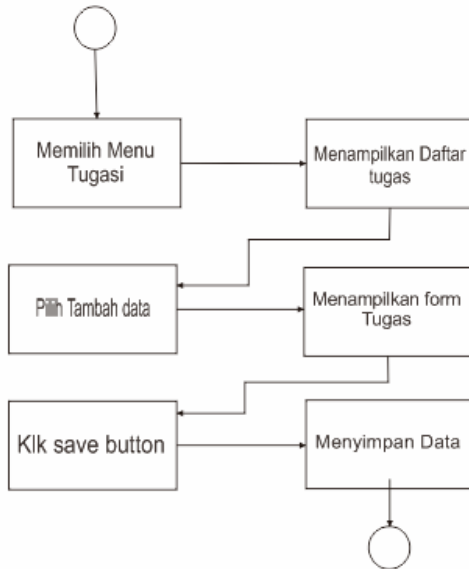 Memilih Menu
Tugasi
Menampilkan Daftar
tugas
Pilih Tambah data
Menampilkan form
Tugas
Klk save button
Menyimpan Data